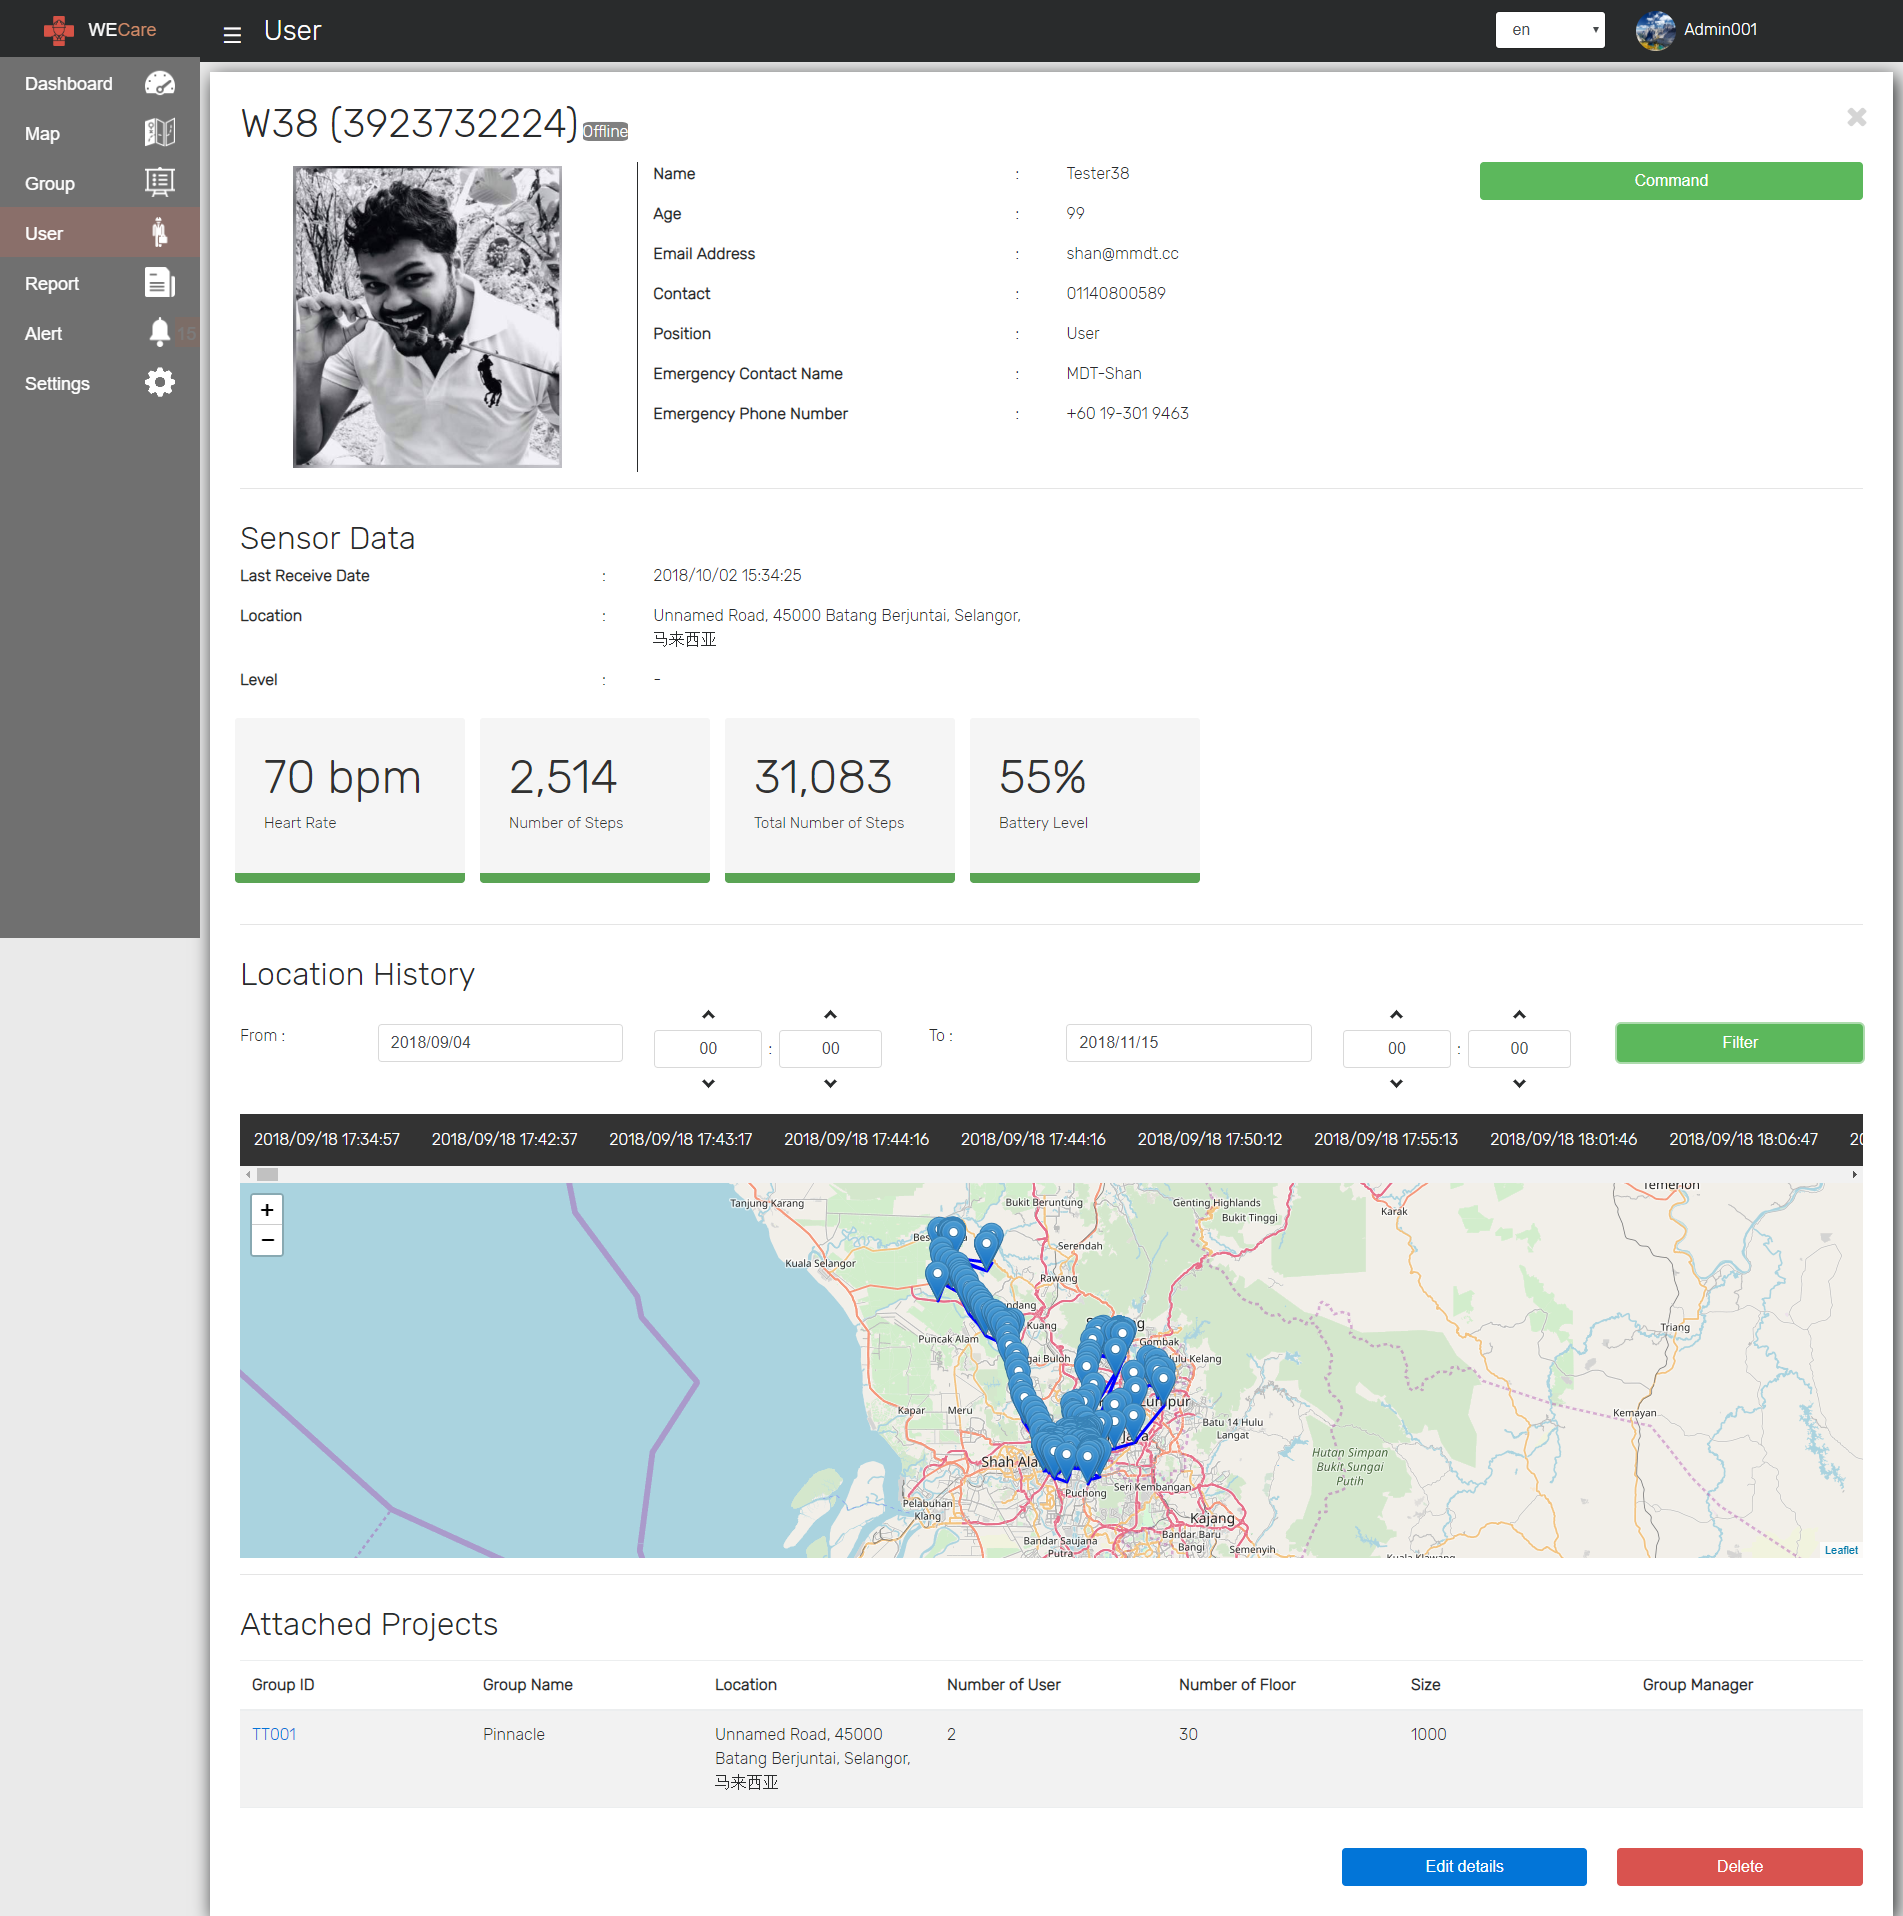 WECare
User
en
Admin001
Dashboard
Map
Group
User
Report
Alert
15
Settings
W38 (3923732224) Offline
Command
Name : Tester38
Age : 99
Email Address : shan@mmdt.cc
Contact : 01140800589
Position : User
Emergency Contact Name : MDT-Shan
Emergency Phone Number : +60 19-301 9463
Sensor Data
Last Receive Date : 2018/10/02 15:34:25
Location : Unnamed Road, 45000 Batang Berjuntai, Selangor,
马来西亚
Level : -
70 bpm
Heart Rate
2,514
Number of Steps
31,083
Total Number of Steps
55%
Battery Level
Location History
From : 2018/09/04 00 : 00 To : 2018/11/15 00 : 00 Filter
2018/09/18 17:34:57 2018/09/18 17:42:37 2018/09/18 17:43:17 2018/09/18 17:44:16 2018/09/18 17:44:16 2018/09/18 17:50:12 2018/09/18 17:55:13 2018/09/18 18:01:46 2018/09/18 18:06:47 20
+
−
Temerloh
Tanjung Karang
Bukit Beruntung
Genting Highlands
Bukit Tinggi
Karak
Serendah
Kuala Selangor
Rawang
ndang
Kuang
Puncak Alam
Gombak
Triang
gai Buloh
ulu Kelang
Kapar
Meru
Lumpur
Batu 14 Hulu
Langat
Kemayan
Hutan Simpan
Bukit Sungai
Putih
Shah Ala
Puchong
Seri Kembangan
Pelabuhan
Klang
Kajang
Bandar Baru
Bangi
Bandar Saujana
Putra
Semenyih
Kuala Klawang
Leaflet
Attached Projects
Group ID Group Name Location Number of User Number of Floor Size Group Manager
TT001 Pinnacle Unnamed Road, 45000 2 30 1000
Batang Berjuntai, Selangor,
马来西亚
Edit details
Delete